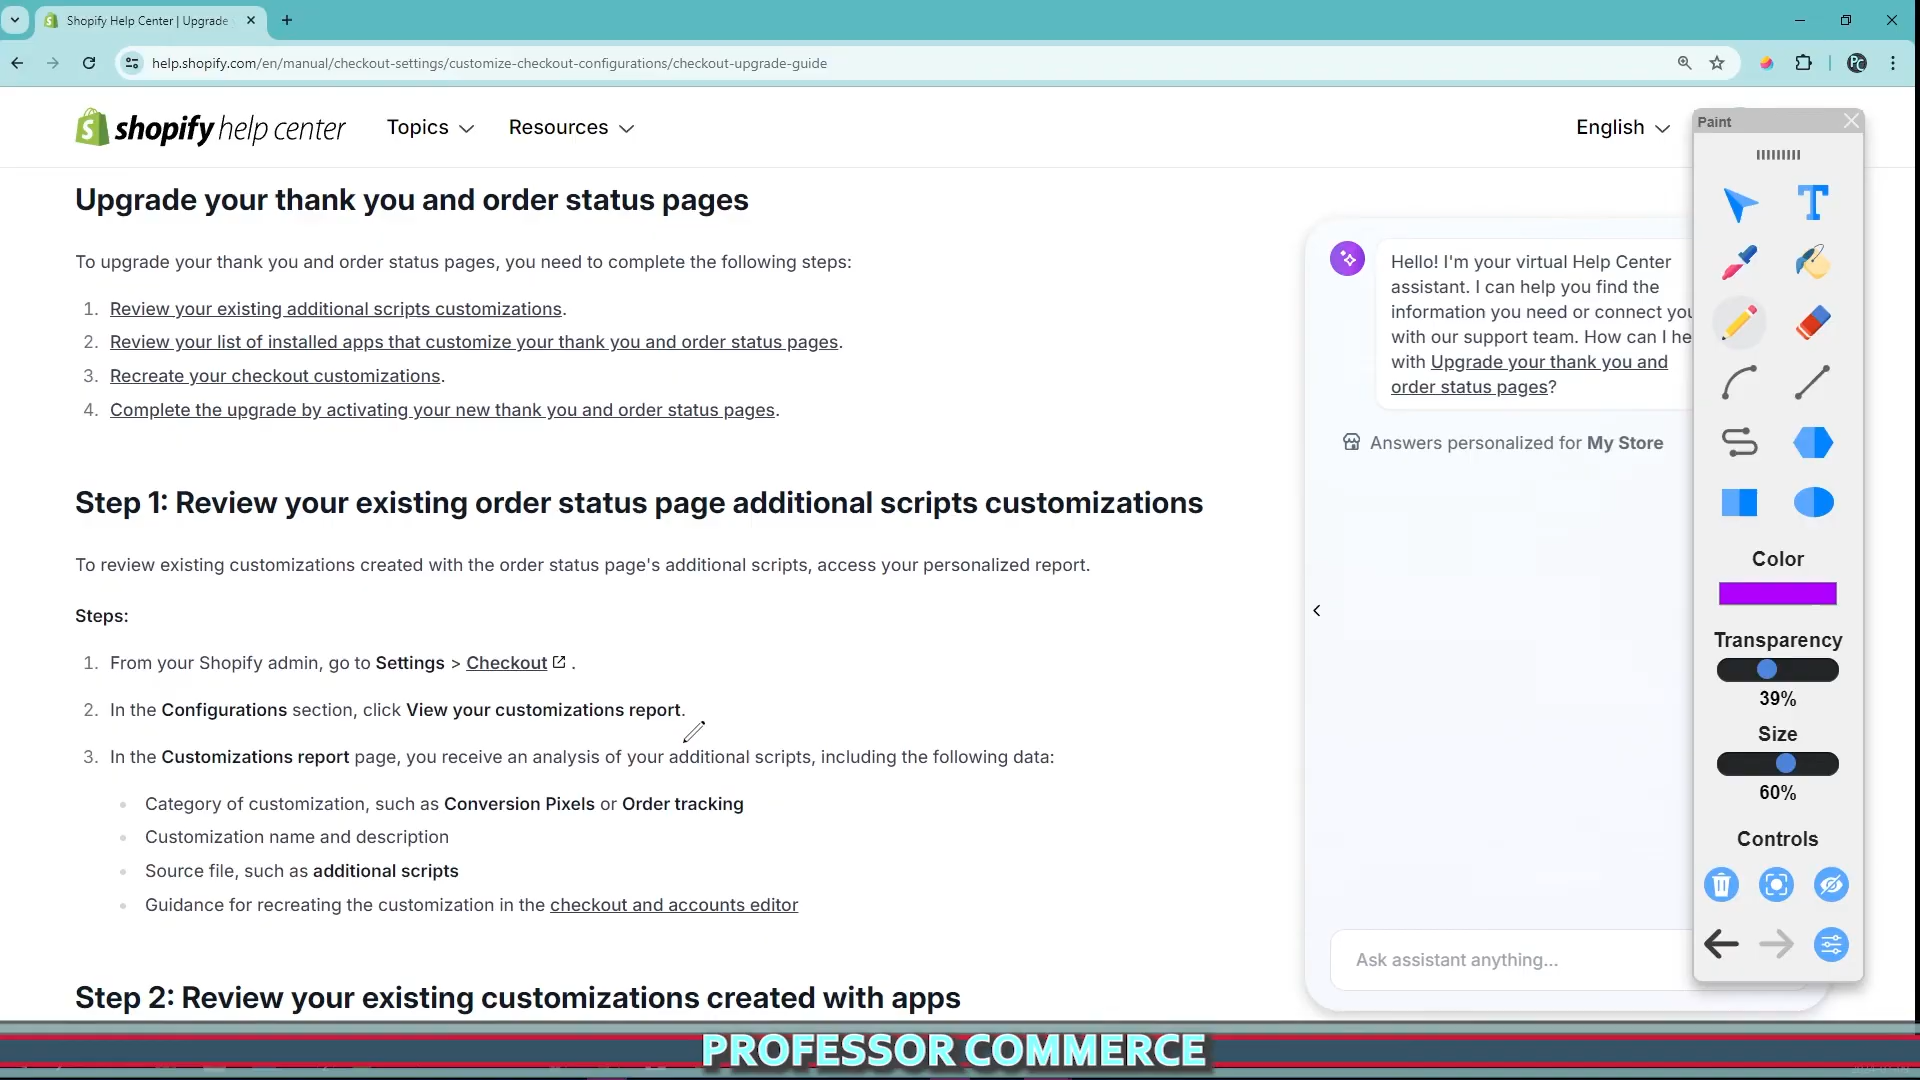 Shopify Help Center | Upgrade
help.shopify.com/en/manual/checkout-settings/customize-checkout-configurations/checkout-upgrade-guide
PC
shopify help center
Topics
Resources
English
Upgrade your thank you and order status pages
To upgrade your thank you and order status pages, you need to complete the following steps:
1. Review your existing additional scripts customizations.
2. Review your list of installed apps that customize your thank you and order status pages.
3. Recreate your checkout customizations.
4. Complete the upgrade by activating your new thank you and order status pages.
Step 1: Review your existing order status page additional scripts customizations
To review existing customizations created with the order status page's additional scripts, access your personalized report.
Steps:
1. From your Shopify admin, go to Settings > Checkout .
2. In the Configurations section, click View your customizations report.
3. In the Customizations report page, you receive an analysis of your additional scripts, including the following data:
Category of customization, such as Conversion Pixels or Order tracking
Customization name and description
Source file, such as additional scripts
Guidance for recreating the customization in the checkout and accounts editor
Step 2: Review your existing customizations created with apps
Hello! I'm your virtual Help Center
assistant. I can help you find the
information you need or connect you
with our support team. How can I he
with Upgrade your thank you and
order status pages?
Answers personalized for My Store
Ask assistant anything...
Paint
T
Color
Transparency
39%
Size
60%
Controls
PROFESSOR COMMERCE